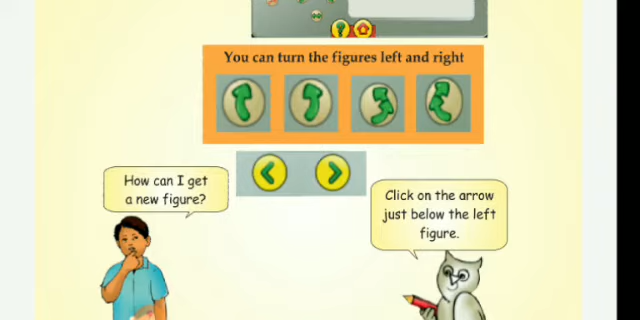 You can turn the figures left and right
How can I get
a new figure?
Click on the arrow
just below the left
figure.